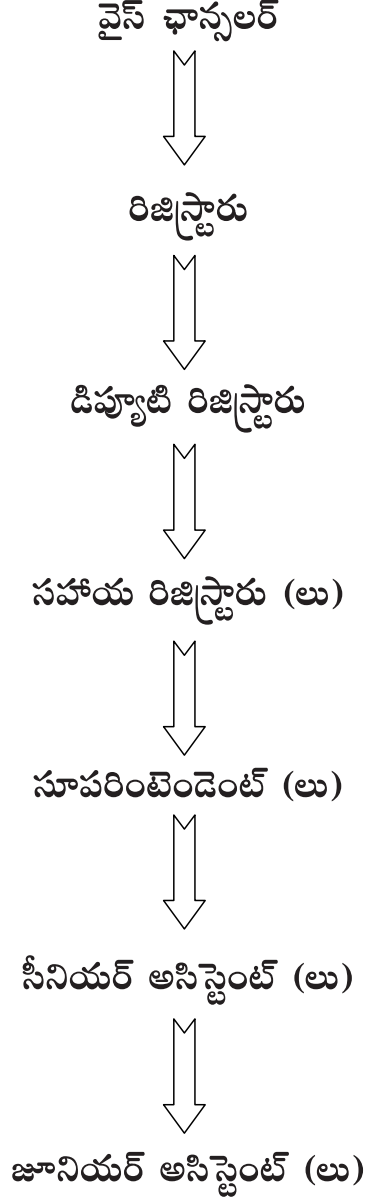 వైస్ ఛాన్సలర్
రిజిస్ట్రారు
డిప్యూటి రిజిస్ట్రారు
సహాయ రిజిస్ట్రారు (లు)
సూపరింటెండెంట్ (లు)
సీనియర్ అసిస్టెంట్ (లు)
జూనియర్ అసిస్టెంట్ (లు)